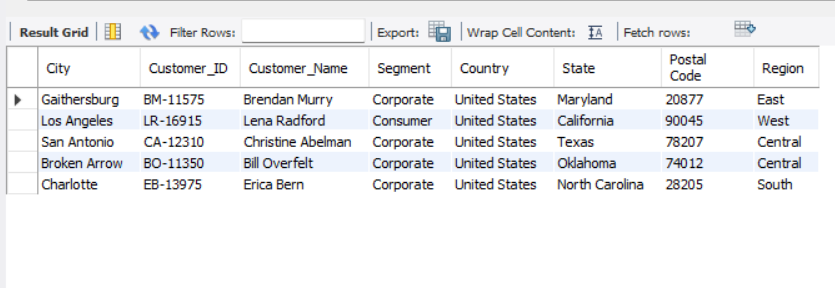 Result Grid Filter Rows: Export: Wrap Cell Content: Fetch rows:
City Customer_ID Customer_Name Segment Country State Postal Code Region
Gaithersburg BM-11575 Brendan Murry Corporate United States Maryland 20877 East
Los Angeles LR-16915 Lena Radford Consumer United States California 90045 West
San Antonio CA-12310 Christine Abelman Corporate United States Texas 78207 Central
Broken Arrow BO-11350 Bill Overfelt Corporate United States Oklahoma 74012 Central
Charlotte EB-13975 Erica Bern Corporate United States North Carolina 28205 South